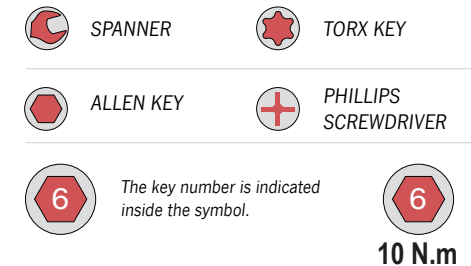 SPANNER
TORX KEY
ALLEN KEY
PHILLIPS
SCREWDRIVER
6
The key number is indicated
inside the symbol.
6
10 N.m